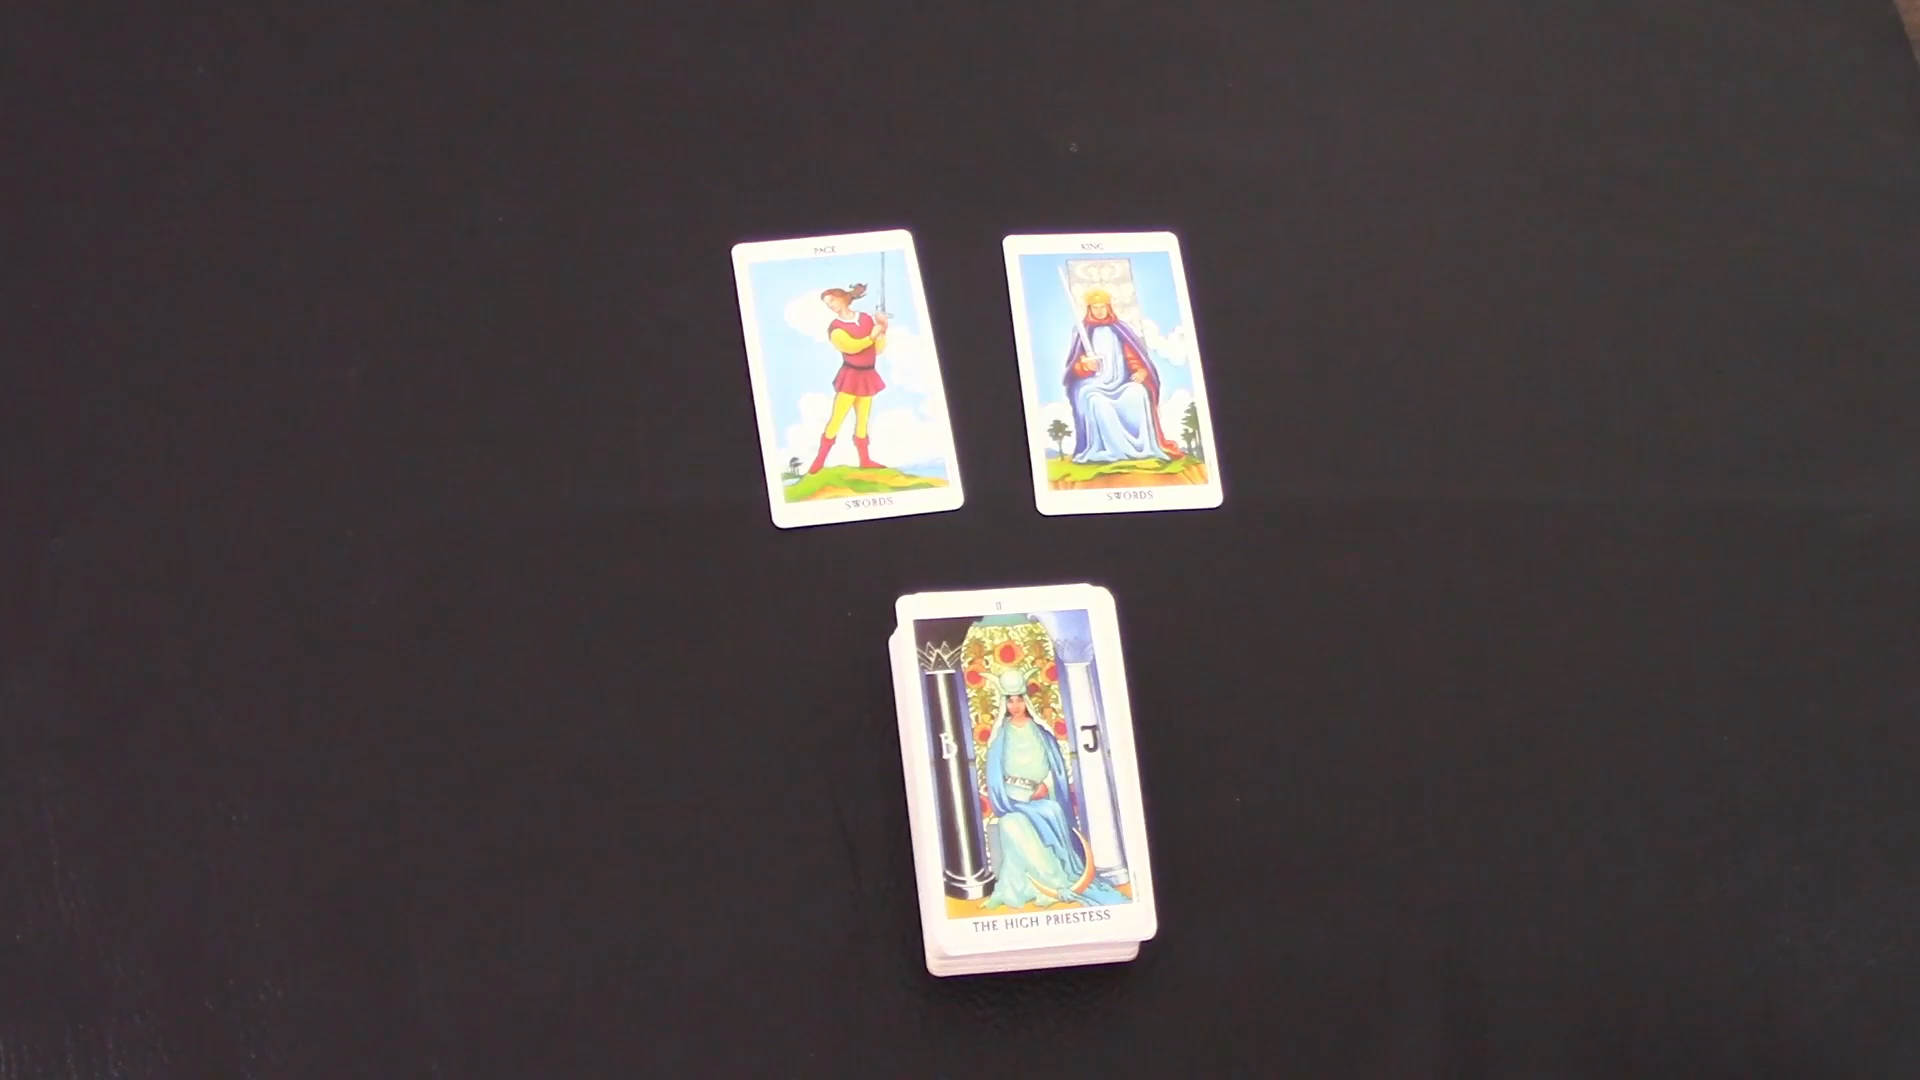 PAGE
SWORDS
KING
SWORDS
II
B
J
THE HIGH PRIESTESS